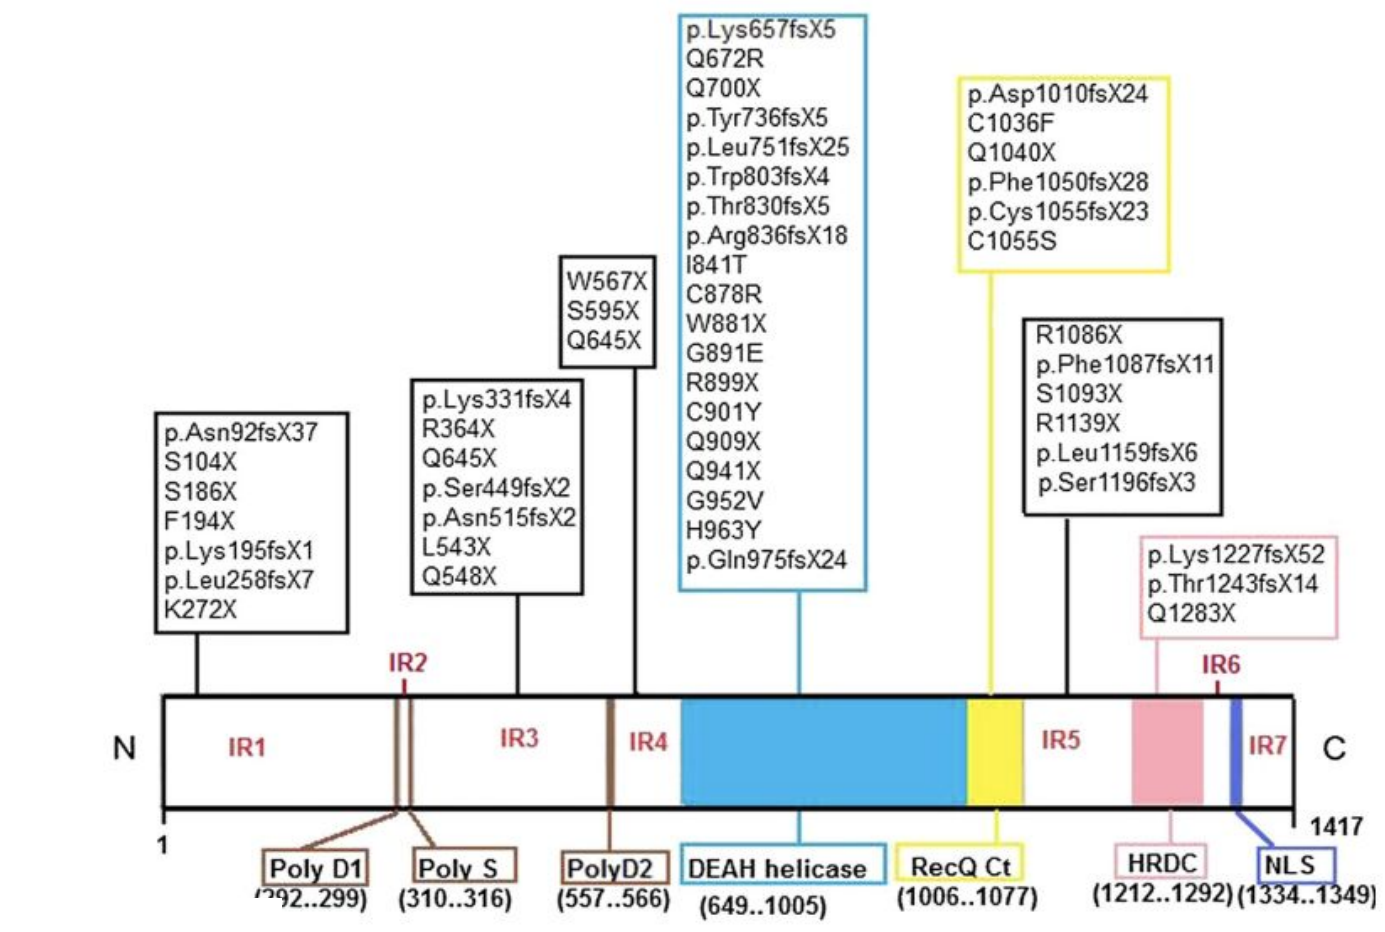 p.Lys657fsX5
Q672R
Q700X
p.Tyr736fsX5
p.Leu751fsX25
p.Trp803fsX4
p.Thr830fsX5
p.Arg836fsX18
I841T
C878R
W881X
G891E
R899X
C901Y
Q909X
Q941X
G952V
H963Y
p.Gln975fsX24
p.Asp1010fsX24
C1036F
Q1040X
p.Phe1050fsX28
p.Cys1055fsX23
C1055S
W567X
S595X
Q645X
R1086X
p.Phe1087fsX11
S1093X
R1139X
p.Leu1159fsX6
p.Ser1196fsX3
p.Lys331fsX4
R364X
Q645X
p.Ser449fsX2
p.Asn515fsX2
L543X
Q548X
p.Asn92fsX37
S104X
S186X
F194X
p.Lys195fsX1
p.Leu258fsX7
K272X
p.Lys1227fsX52
p.Thr1243fsX14
Q1283X
IR2
IR6
N
IR1
IR3
IR4
IR5
IR7
C
1
1417
Poly D1
Poly S
PolyD2
DEAH helicase
RecQ Ct
HRDC
NLS
92..299)
(310..316)
(557..566)
(649..1005)
(1006..1077)
(1212..1292)
(1334..1349)